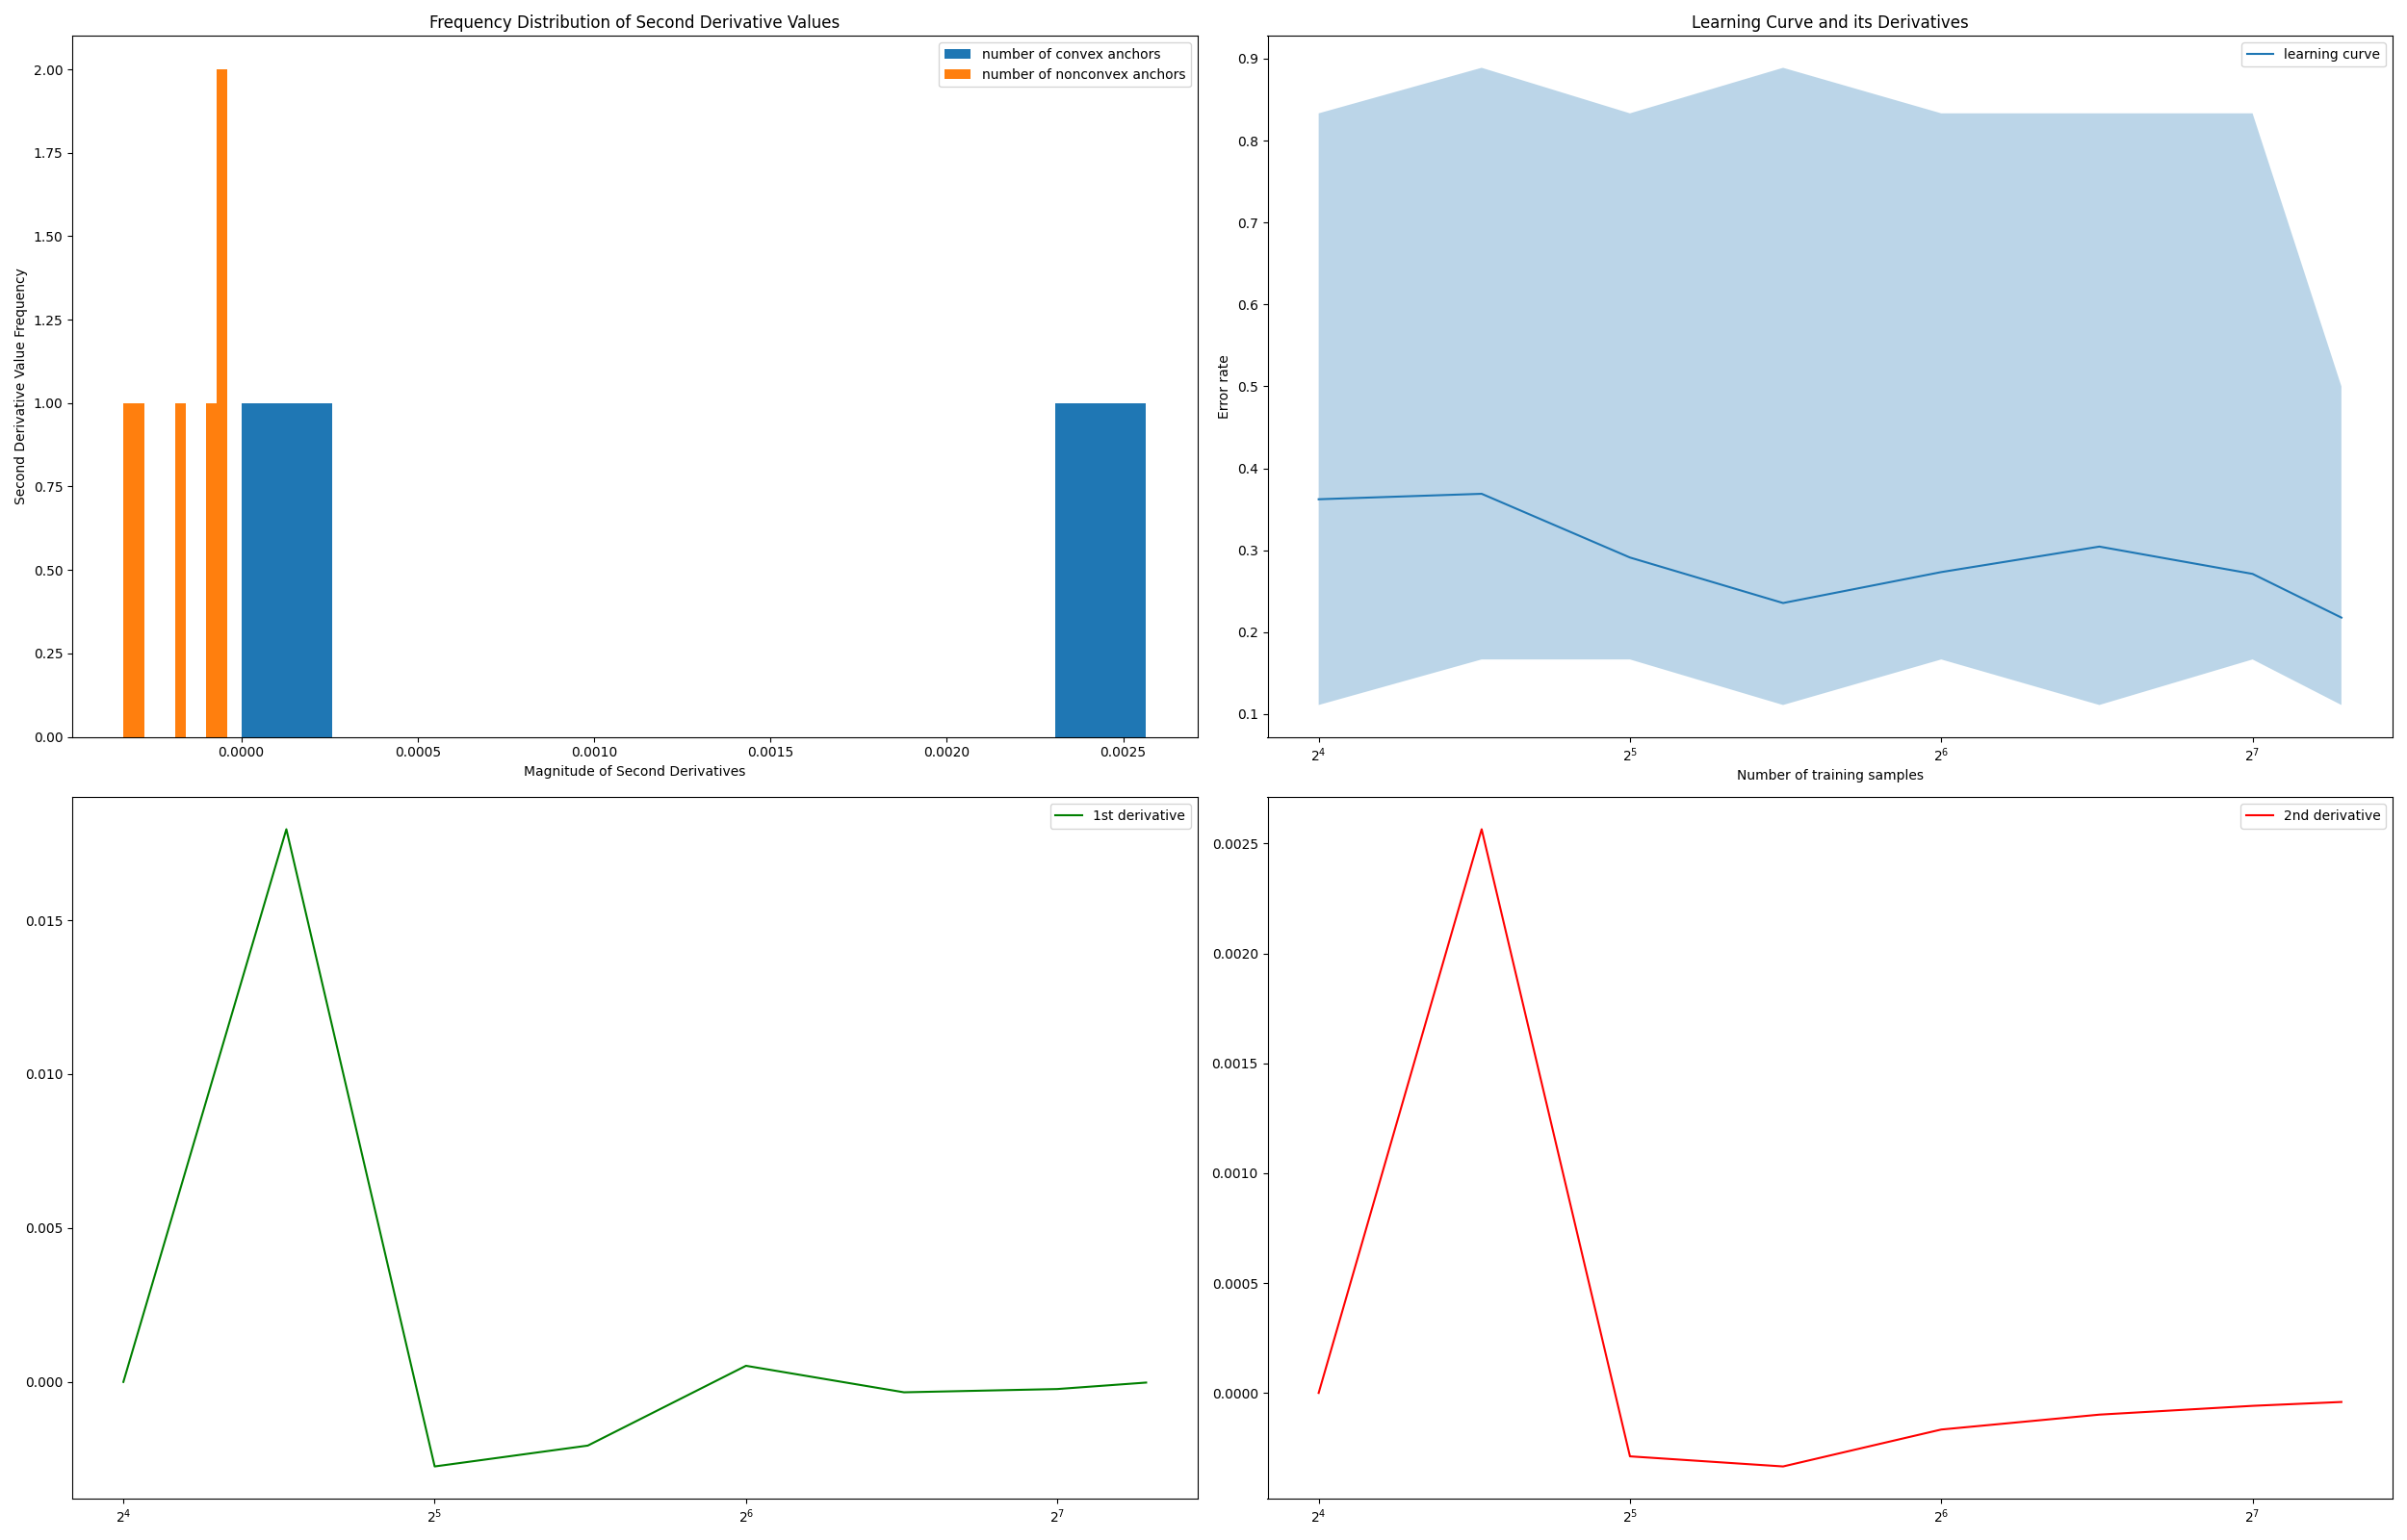 Frequency Distribution of Second Derivative Values
number of convex anchors
number of nonconvex anchors
Second Derivative Value Frequency
2.00
1.75
1.50
1.25
1.00
0.75
0.50
0.25
0.00
0.0000 0.0005 0.0010 0.0015 0.0020 0.0025
Magnitude of Second Derivatives
Learning Curve and its Derivatives
learning curve
Error rate
0.9
0.8
0.7
0.6
0.5
0.4
0.3
0.2
0.1
2⁴ 2⁵ 2⁶ 2⁷
Number of training samples
1st derivative
0.015
0.010
0.005
0.000
2⁴ 2⁵ 2⁶ 2⁷
2nd derivative
0.0025
0.0020
0.0015
0.0010
0.0005
0.0000
2⁴ 2⁵ 2⁶ 2⁷